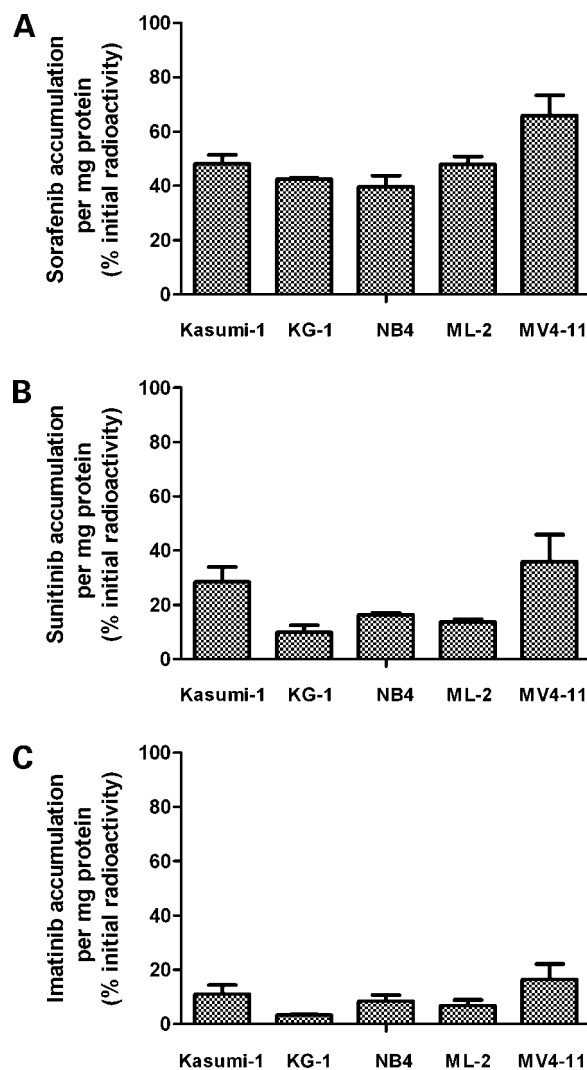 A
Sorafenib accumulation
per mg protein
(% initial radioactivity)
100
80
60
40
20
0
Kasumi-1 KG-1 NB4 ML-2 MV4-11
B
Sunitinib accumulation
per mg protein
(% initial radioactivity)
100
80
60
40
20
0
Kasumi-1 KG-1 NB4 ML-2 MV4-11
C
Imatinib accumulation
per mg protein
(% initial radioactivity)
100
80
60
40
20
0
Kasumi-1 KG-1 NB4 ML-2 MV4-11